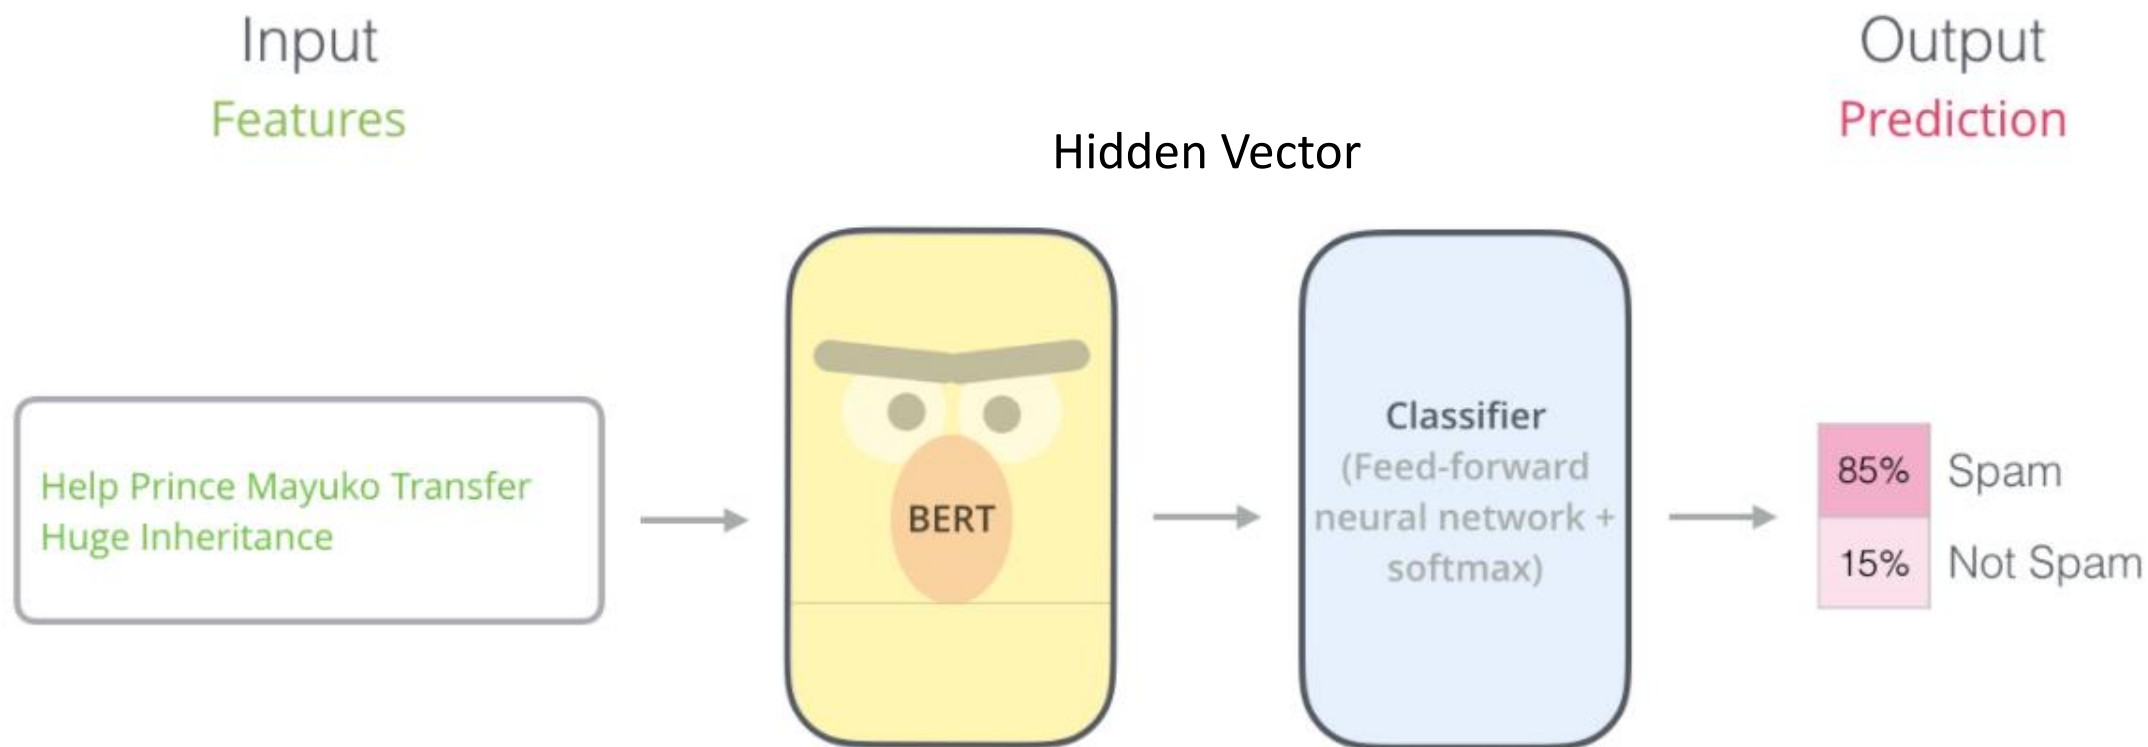 Input
Features
Hidden Vector
Output
Prediction
Help Prince Mayuko Transfer
Huge Inheritance
BERT
Classifier
(Feed-forward
neural network +
softmax)
85% Spam
15% Not Spam